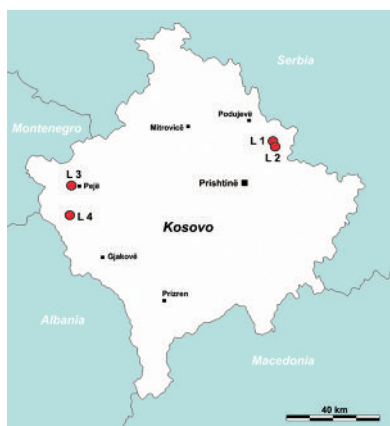 Serbia
Podujevë
Montenegro
Mitrovicë
L 1
L 2
L 3
Pejë
Prishtinë
L 4
Kosovo
Gjakovë
Prizren
Albania
Macedonia
40 km